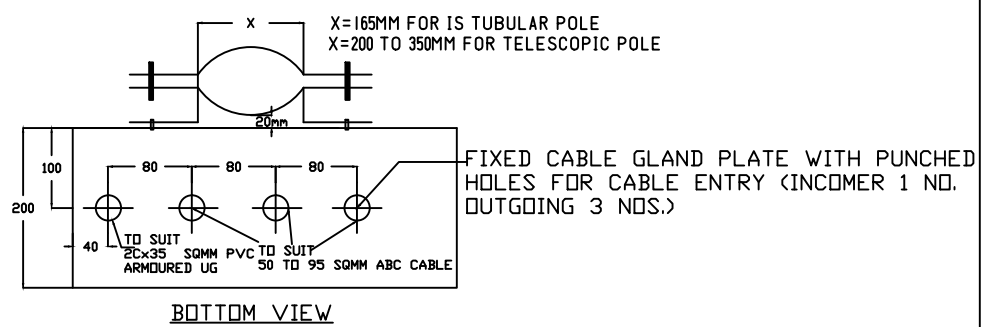 X
X=165MM FOR IS TUBULAR POLE
X=200 TO 350MM FOR TELESCOPIC POLE
20mm
100
80
80
80
FIXED CABLE GLAND PLATE WITH PUNCHED
HOLES FOR CABLE ENTRY (INCOMER 1 NO.
OUTGOING 3 NOS.)
200
40
TO SUIT
2Cx35 SQMM PVC
ARMOURED UG
TO SUIT
50 TO 95 SQMM ABC CABLE
BOTTOM VIEW